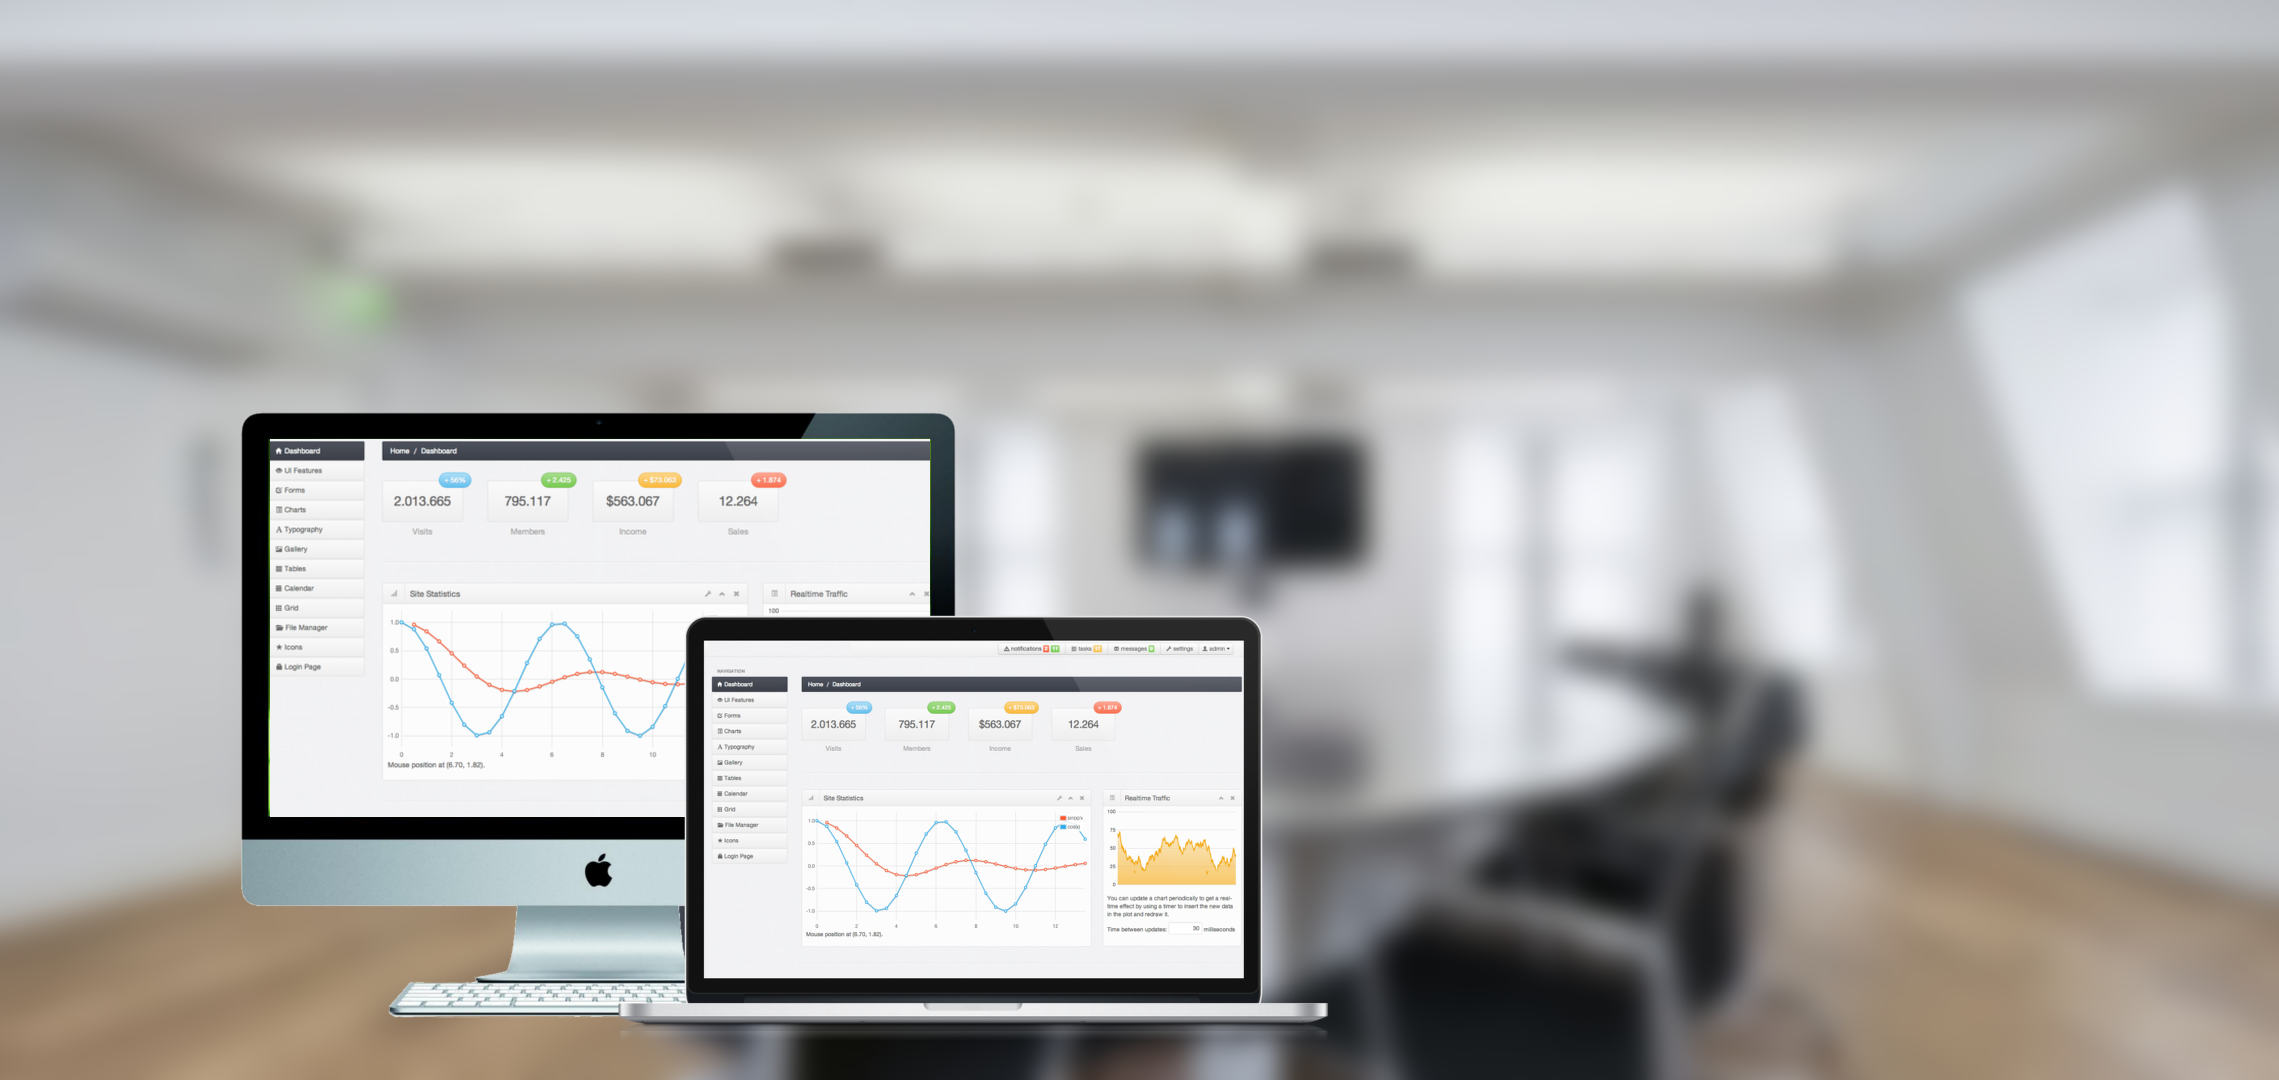 Dashboard
UI Features
Forms
Charts
Typography
Gallery
Tables
Calendar
Grid
File Manager
Icons
Login Page
Home / Dashboard
+ 56%
+ 2.425
+ $73.063
+ 1.874
2.013.665
795.117
$563.067
12.264
Visits
Members
Income
Sales
Site Statistics
1.0
0.5
0.0
-0.5
-1.0
0 2 4 6 8 10
Mouse position at (6.70, 1.82).
Realtime Traffic
100
notifications
tasks
messages
settings
admin
NAVIGATION
Dashboard
UI Features
Forms
Charts
Typography
Gallery
Tables
Calendar
Grid
File Manager
Icons
Login Page
Home / Dashboard
+ 56%
+ 2.425
+ $73.063
+ 1.874
2.013.665
795.117
$563.067
12.264
Visits
Members
Income
Sales
Site Statistics
1.0
0.5
0.0
-0.5
-1.0
0 2 4 6 8 10 12
Mouse position at (6.70, 1.82).
Realtime Traffic
100
75
50
25
0
You can update a chart periodically to get a real-
time effect by using a timer to insert the new data
in the plot and redraw it.
Time between updates: 30 milliseconds